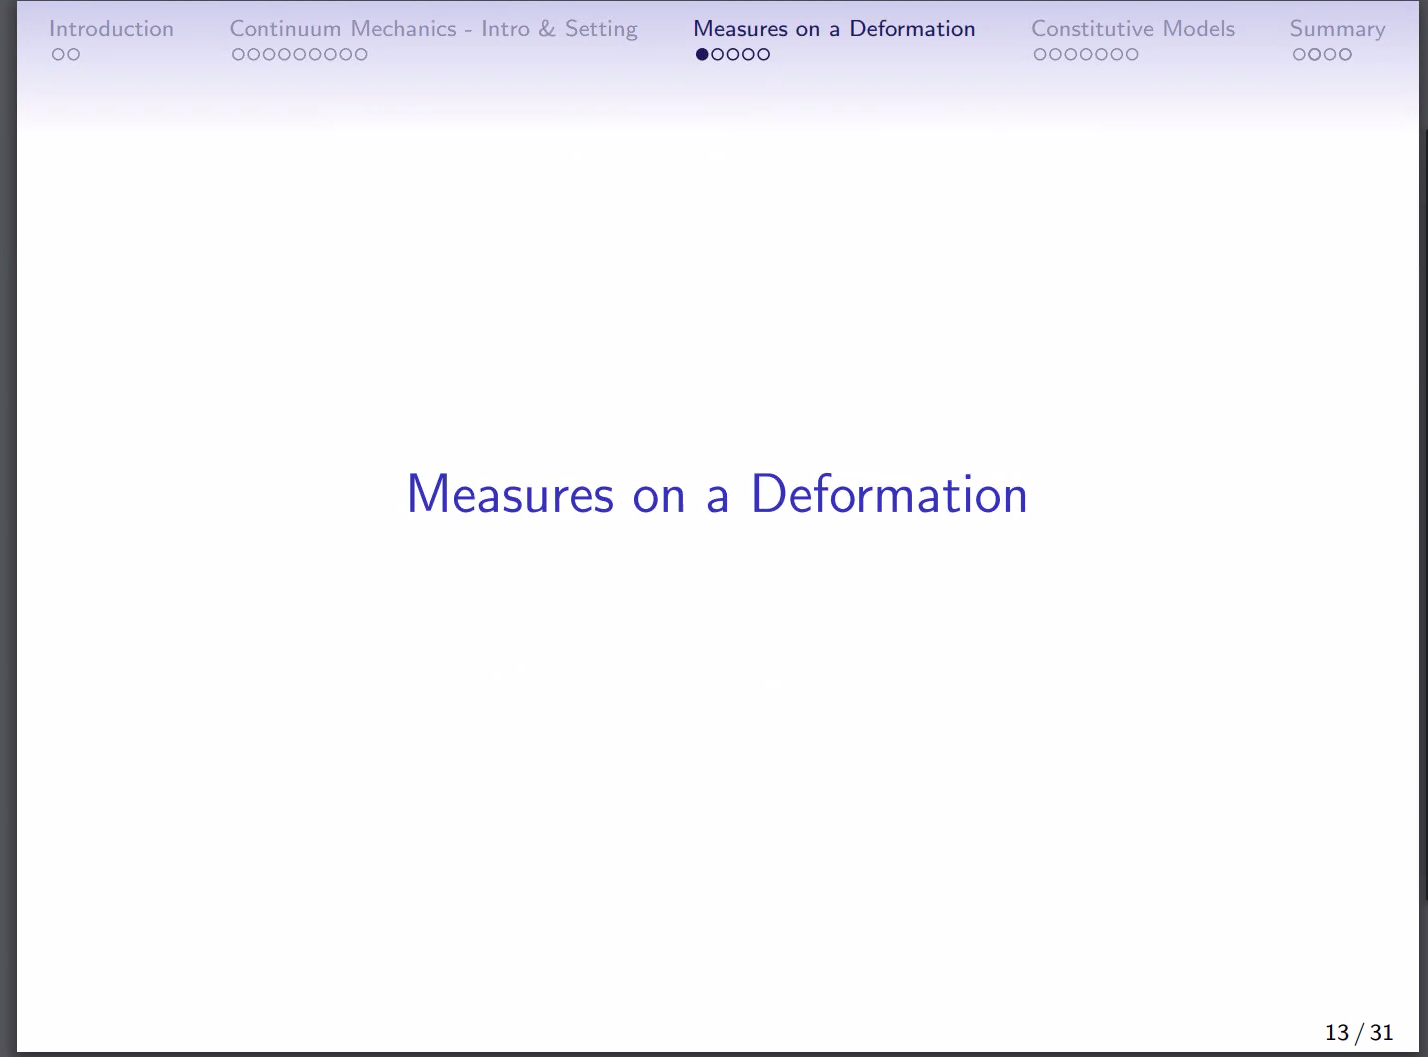 Introduction Continuum Mechanics - Intro & Setting Measures on a Deformation Constitutive Models Summary
Measures on a Deformation
13 / 31